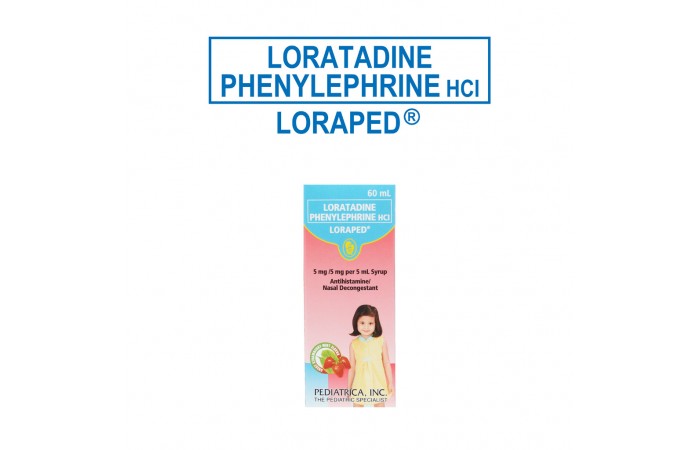 LORATADINE
PHENYLEPHRINE HCl
LORAPED®
60 mL
LORATADINE
PHENYLEPHRINE HCl
LORAPED®
5 mg /5 mg per 5 mL Syrup
Antihistamine/
Nasal Decongestant
PEDIATRICA, INC.
THE PEDIATRIC SPECIALIST